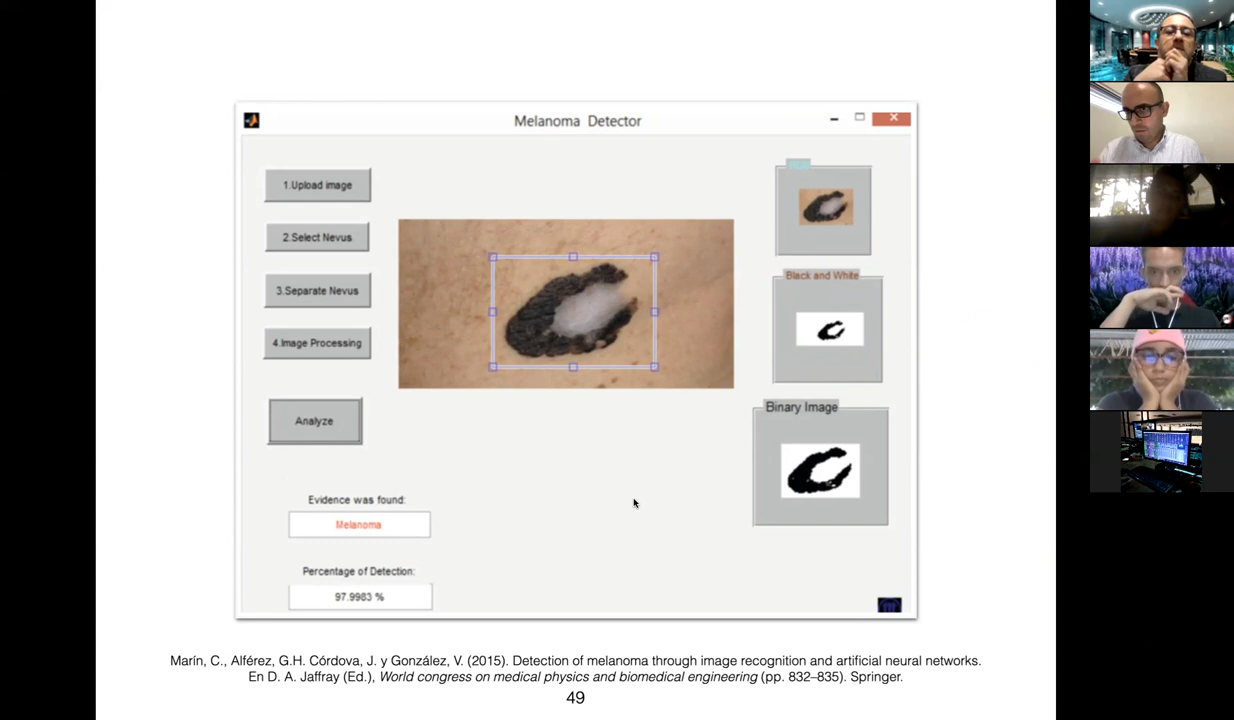 Melanoma Detector
1.Upload image
2.Select Nevus
3.Separate Nevus
4.Image Processing
Analyze
Evidence was found:
Melanoma
Percentage of Detection:
97.9983 %
Black and White
Binary Image
Marín, C., Alférez, G.H. Córdova, J. y González, V. (2015). Detection of melanoma through image recognition and artificial neural networks.
En D. A. Jaffray (Ed.), World congress on medical physics and biomedical engineering (pp. 832–835). Springer.
49